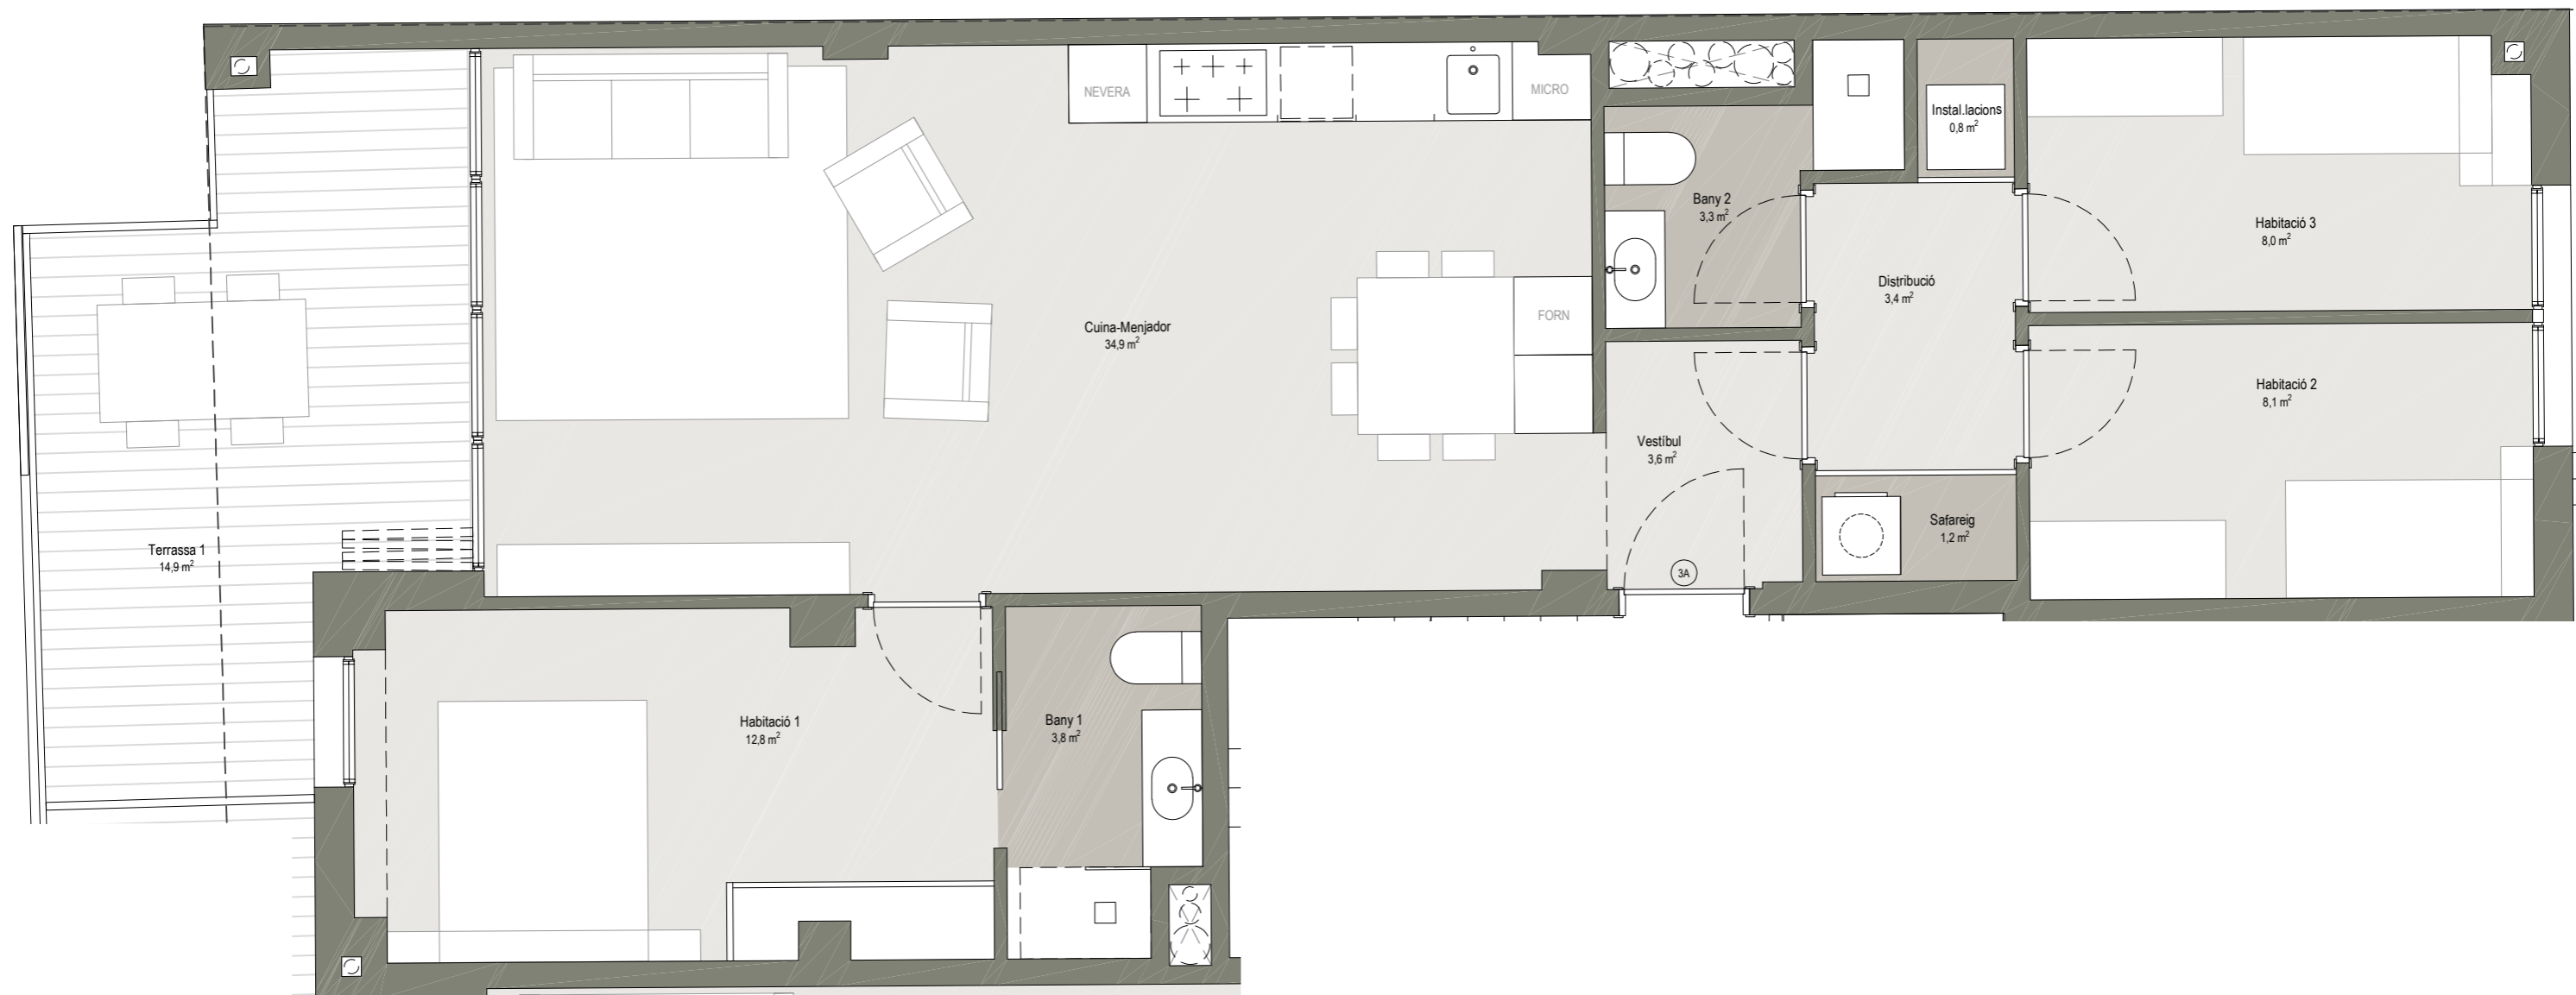 NEVERA
MICRO
Instal.lacions
0,8 m²
Bany 2
3,3 m²
Habitació 3
8,0 m²
Distribució
3,4 m²
FORN
Cuina-Menjador
34,9 m²
Habitació 2
8,1 m²
Vestíbul
3,6 m²
Safareig
1,2 m²
Terrassa 1
14,9 m²
3A
Habitació 1
12,8 m²
Bany 1
3,8 m²